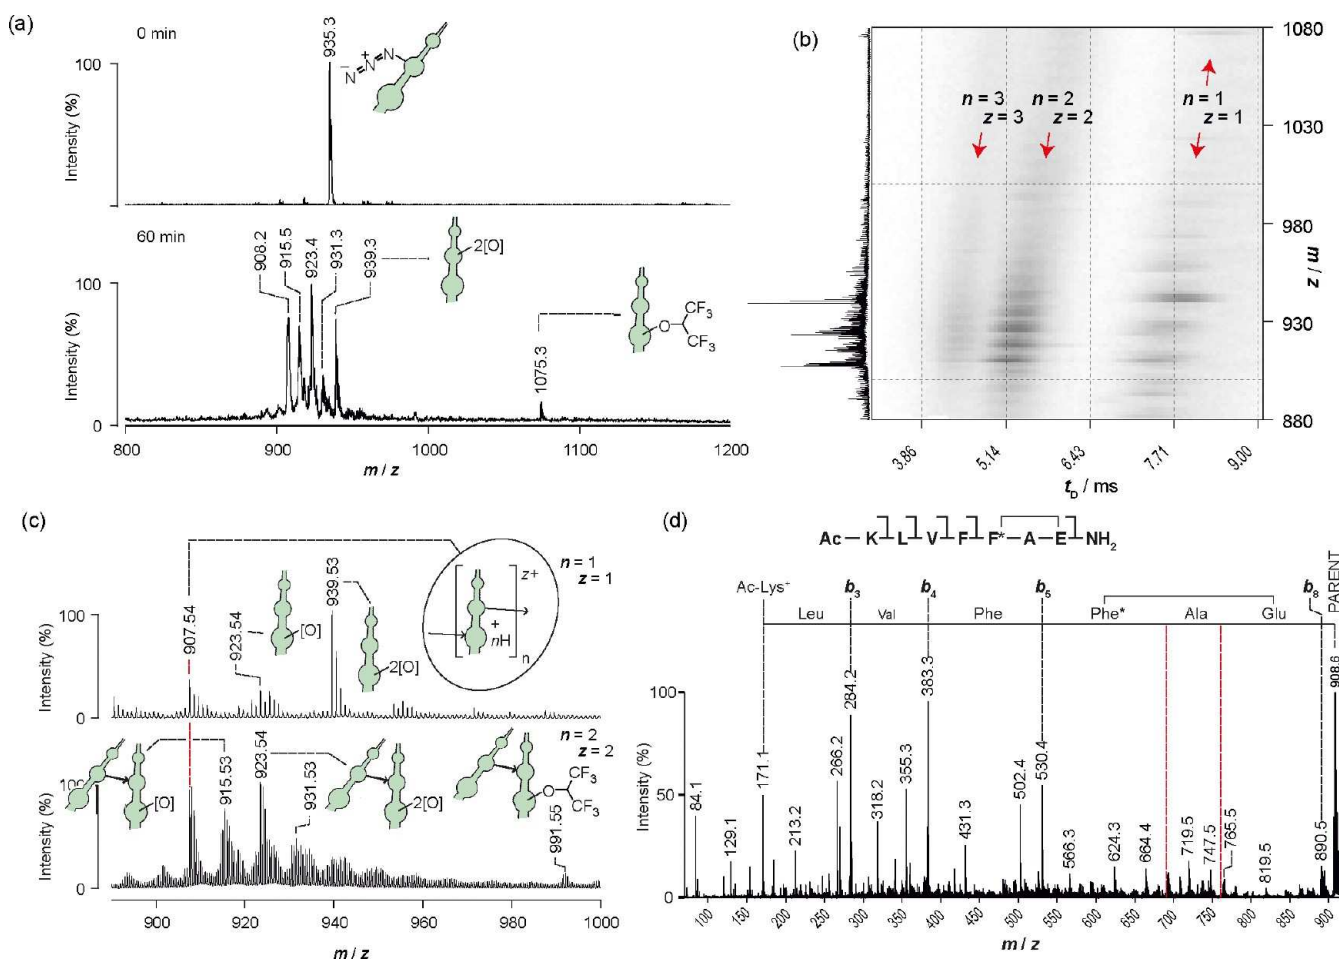 (a)
0 min
935.3
N
−
N
+
N
100
Intensity (%)
0
60 min
908.2
915.5
923.4
931.3
939.3
2[O]
100
Intensity (%)
0
1075.3
O
CF3
CF3
800
900
1000
1100
1200
m / z
(b)
n = 3
z = 3
n = 2
z = 2
n = 1
z = 1
1080
1030
980
930
880
m / z
3.86
5.14
6.43
7.71
9.00
tD / ms
(c)
n = 1
z = 1
907.54
923.54
[O]
939.53
2[O]
z+
+
nH
n
100
Intensity (%)
0
n = 2
z = 2
[O]
915.53
923.54
2[O]
931.53
O
CF3
CF3
991.55
100
Intensity (%)
0
900
920
940
960
980
1000
m / z
(d)
Ac — K — L — V — F — F* — A — E — NH2
Ac-Lys+
b3
b4
b5
b8
PARENT
Leu
Val
Phe
Phe*
Ala
Glu
100
50
0
Intensity (%)
84.1
129.1
171.1
213.2
266.2
284.2
318.2
355.3
383.3
431.3
502.4
530.4
566.3
624.3
664.4
719.5
747.5
765.5
819.5
890.5
908.6
100
150
200
250
300
350
400
450
500
550
600
650
700
750
800
850
900
m / z